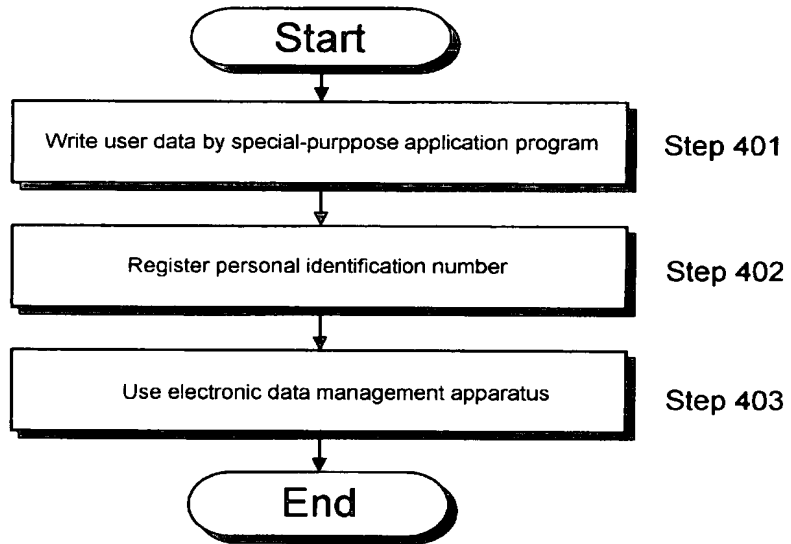 Start
Write user data by special-purppose application program
Step 401
Register personal identification number
Step 402
Use electronic data management apparatus
Step 403
End